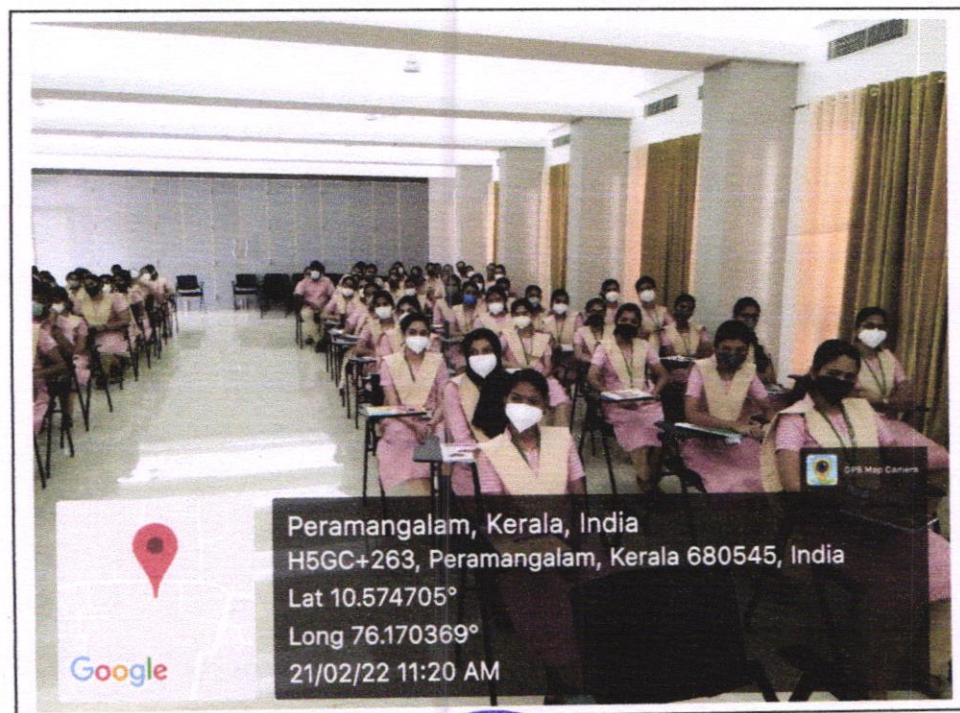 GPS Map Camera
Peramangalam, Kerala, India
H5GC+263, Peramangalam, Kerala 680545, India
Lat 10.574705°
Long 76.170369°
21/02/22 11:20 AM
Google